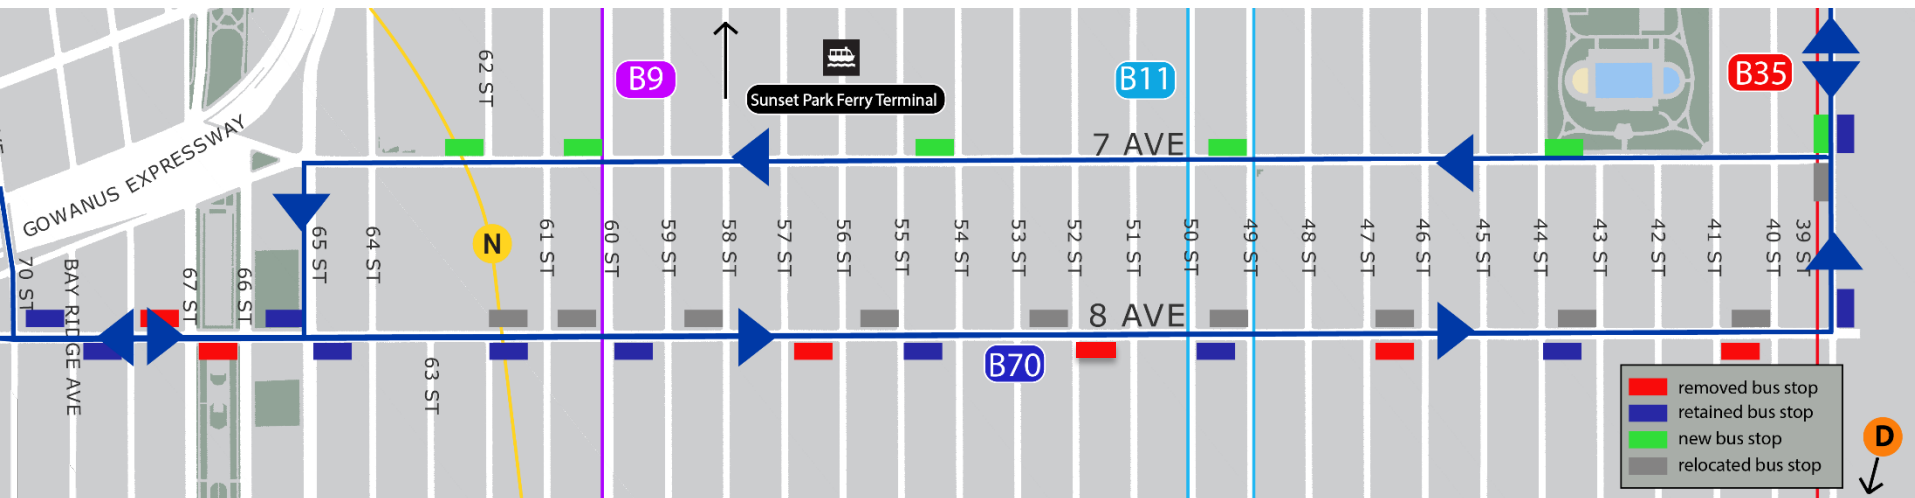 62 ST
B9
Sunset Park Ferry Terminal
B11
B35
7 AVE
GOWANUS EXPRESSWAY
70 ST
BAY RIDGE AVE
67 ST
66 ST
65 ST
64 ST
N
61 ST
60 ST
59 ST
58 ST
57 ST
56 ST
55 ST
54 ST
53 ST
52 ST
51 ST
50 ST
49 ST
48 ST
47 ST
46 ST
45 ST
44 ST
43 ST
42 ST
41 ST
40 ST
39 ST
8 AVE
63 ST
B70
removed bus stop
retained bus stop
new bus stop
relocated bus stop
D